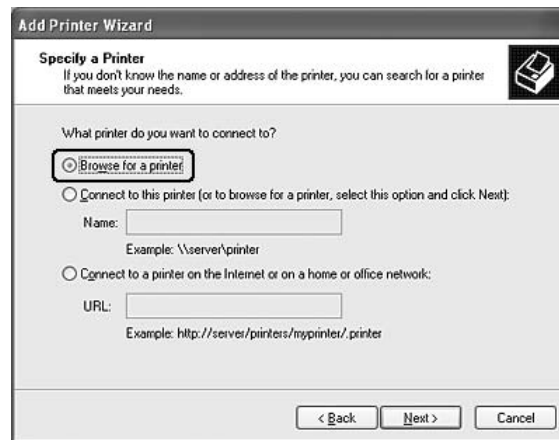 Add Printer Wizard
Specify a Printer
If you don't know the name or address of the printer, you can search for a printer
that meets your needs.
What printer do you want to connect to?
Browse for a printer
Connect to this printer (or to browse for a printer, select this option and click Next):
Name:
Example: \\server\printer
Connect to a printer on the Internet or on a home or office network:
URL:
Example: http://server/printers/myprinter/.printer
< Back
Next >
Cancel